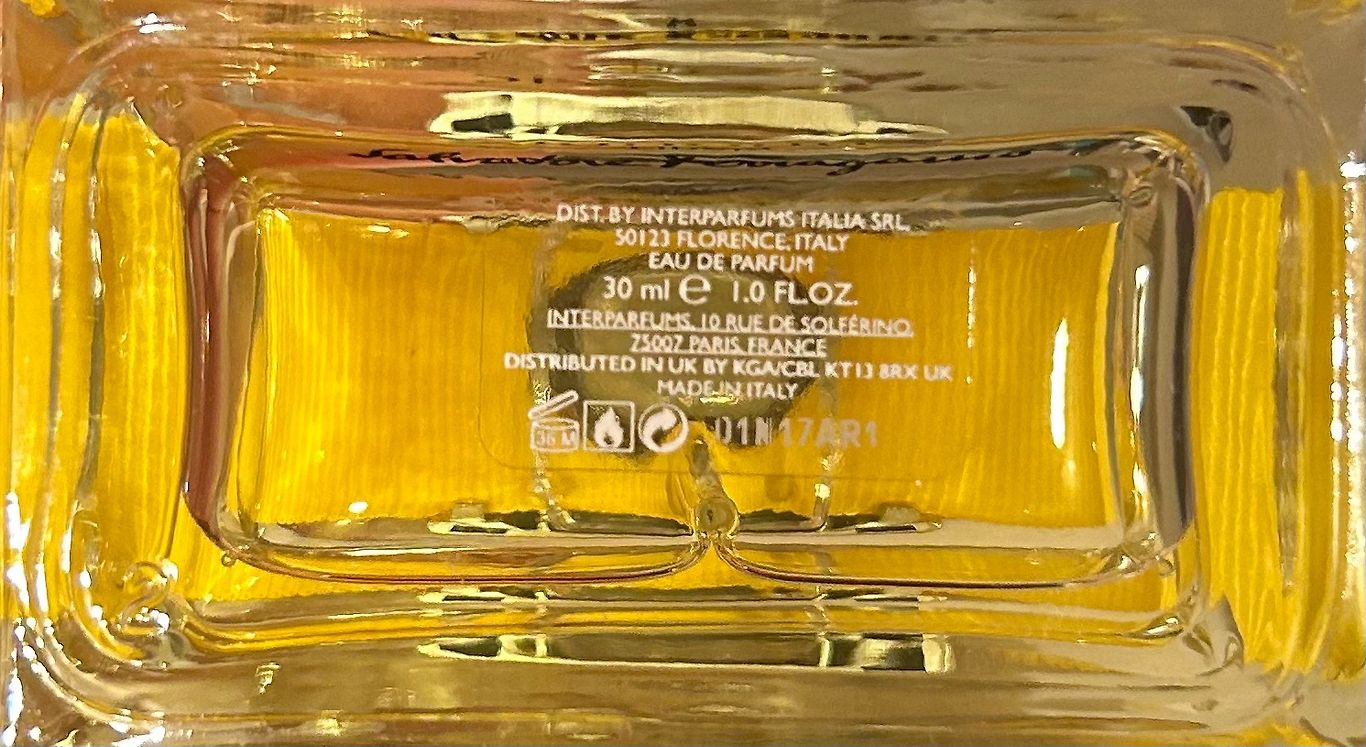 Salvatore Ferragamo
DIST. BY INTERPARFUMS ITALIA SRL,
50123 FLORENCE, ITALY
EAU DE PARFUM
30 ml ℮ 1.0 FL.OZ.
INTERPARFUMS, 10 RUE DE SOLFÉRINO,
75007 PARIS, FRANCE
DISTRIBUTED IN UK BY KGA/CBL KT13 8RX UK
MADE IN ITALY
36 M 01N17AR1